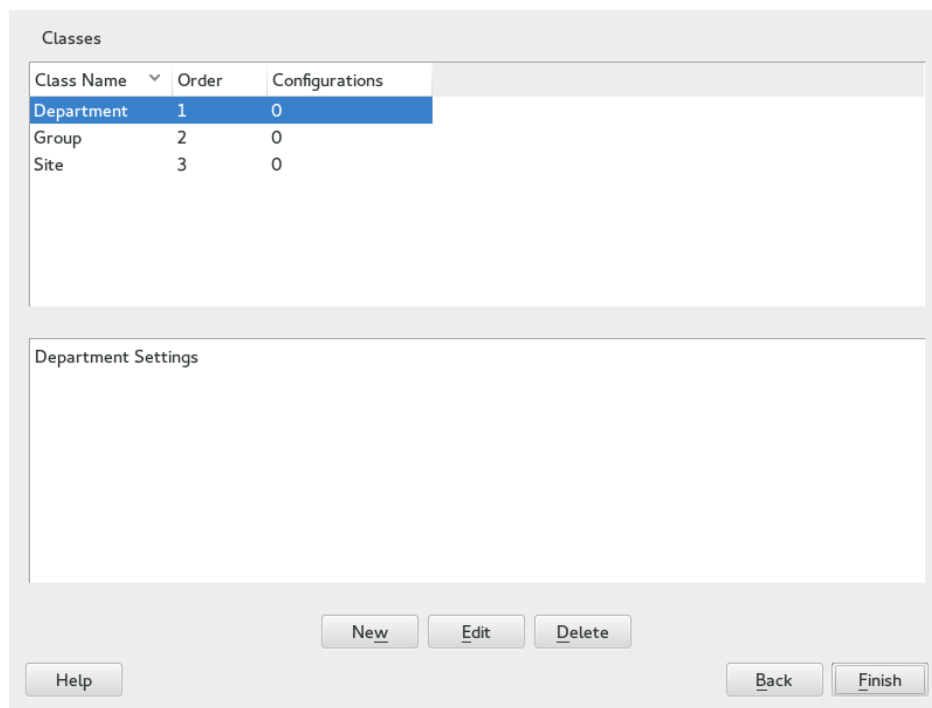 Classes
Class Name Order Configurations
Department 1 0
Group 2 0
Site 3 0
Department Settings
New Edit Delete
Help Back Finish